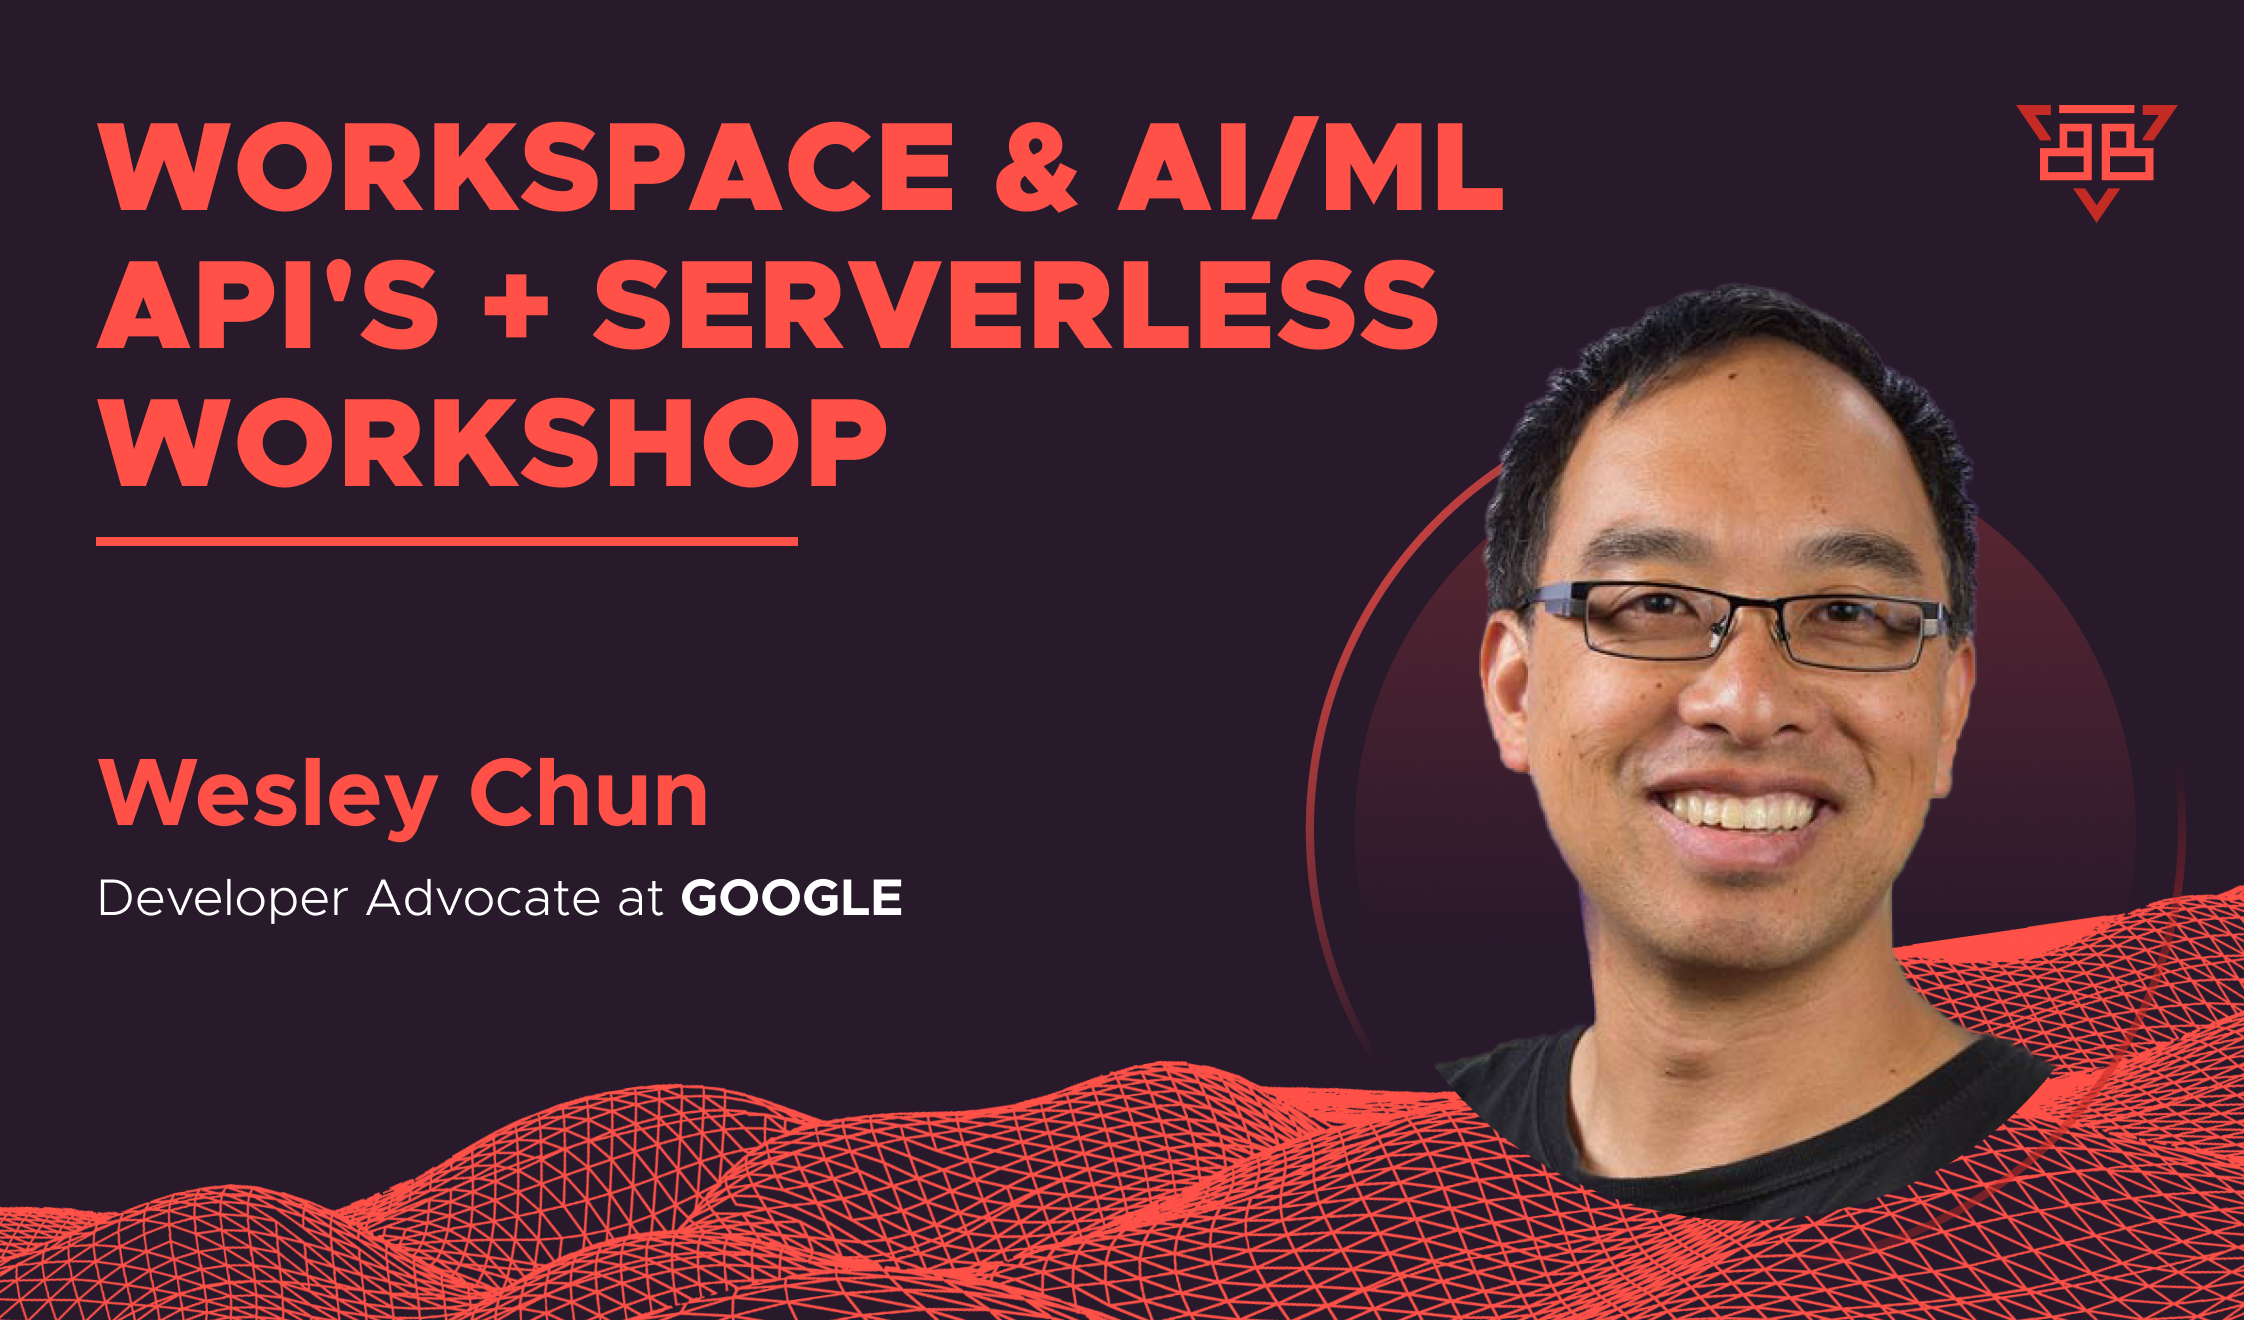 WORKSPACE & AI/ML
API'S + SERVERLESS
WORKSHOP
Wesley Chun
Developer Advocate at GOOGLE